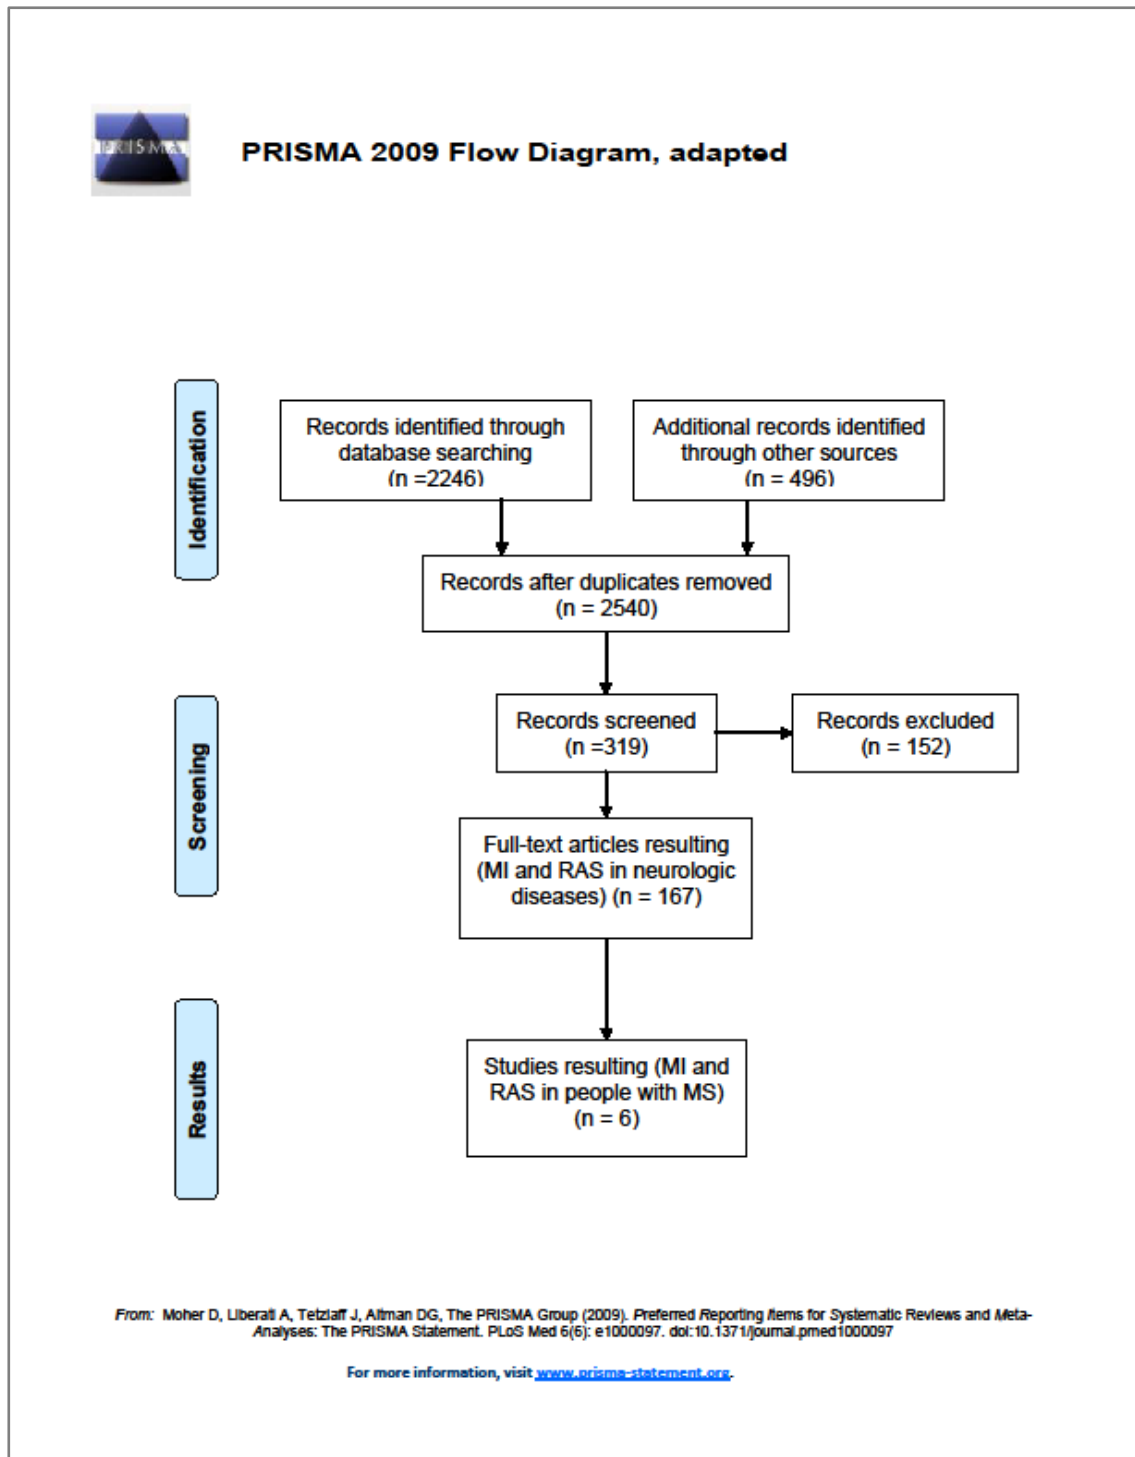 PRISMA
PRISMA 2009 Flow Diagram, adapted
Identification
Records identified through
database searching
(n =2246)
Additional records identified
through other sources
(n = 496)
Records after duplicates removed
(n = 2540)
Screening
Records screened
(n =319)
Records excluded
(n = 152)
Full-text articles resulting
(MI and RAS in neurologic
diseases) (n = 167)
Results
Studies resulting (MI and
RAS in people with MS)
(n = 6)
From: Moher D, Liberati A, Tetzlaff J, Altman DG, The PRISMA Group (2009). Preferred Reporting Items for Systematic Reviews and Meta-
Analyses: The PRISMA Statement. PLoS Med 6(6): e1000097. doi:10.1371/journal.pmed1000097
For more information, visit www.prisma-statement.org.